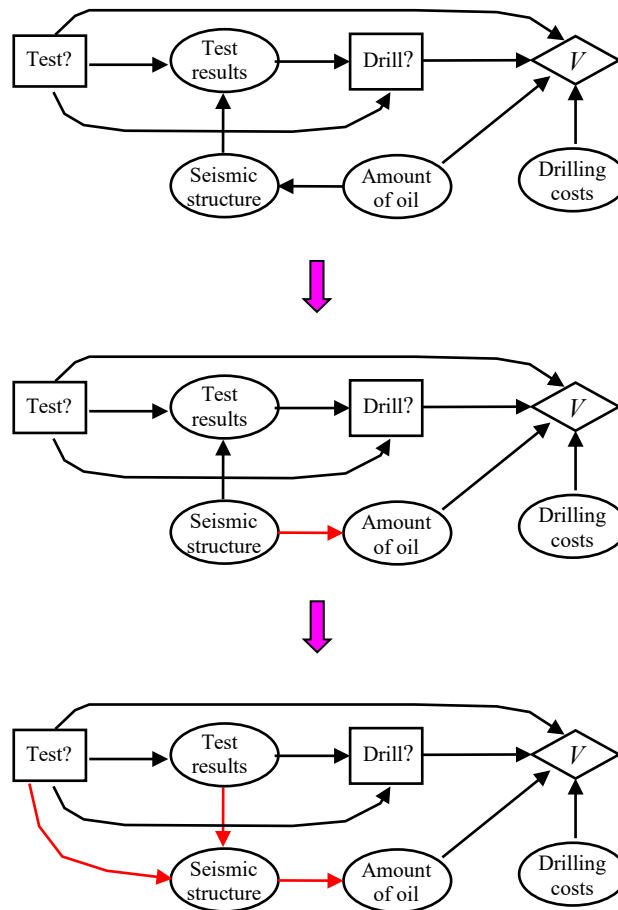 Test?
Test
results
Drill?
V
Seismic
structure
Amount
of oil
Drilling
costs
Test?
Test
results
Drill?
V
Seismic
structure
Amount
of oil
Drilling
costs
Test?
Test
results
Drill?
V
Seismic
structure
Amount
of oil
Drilling
costs